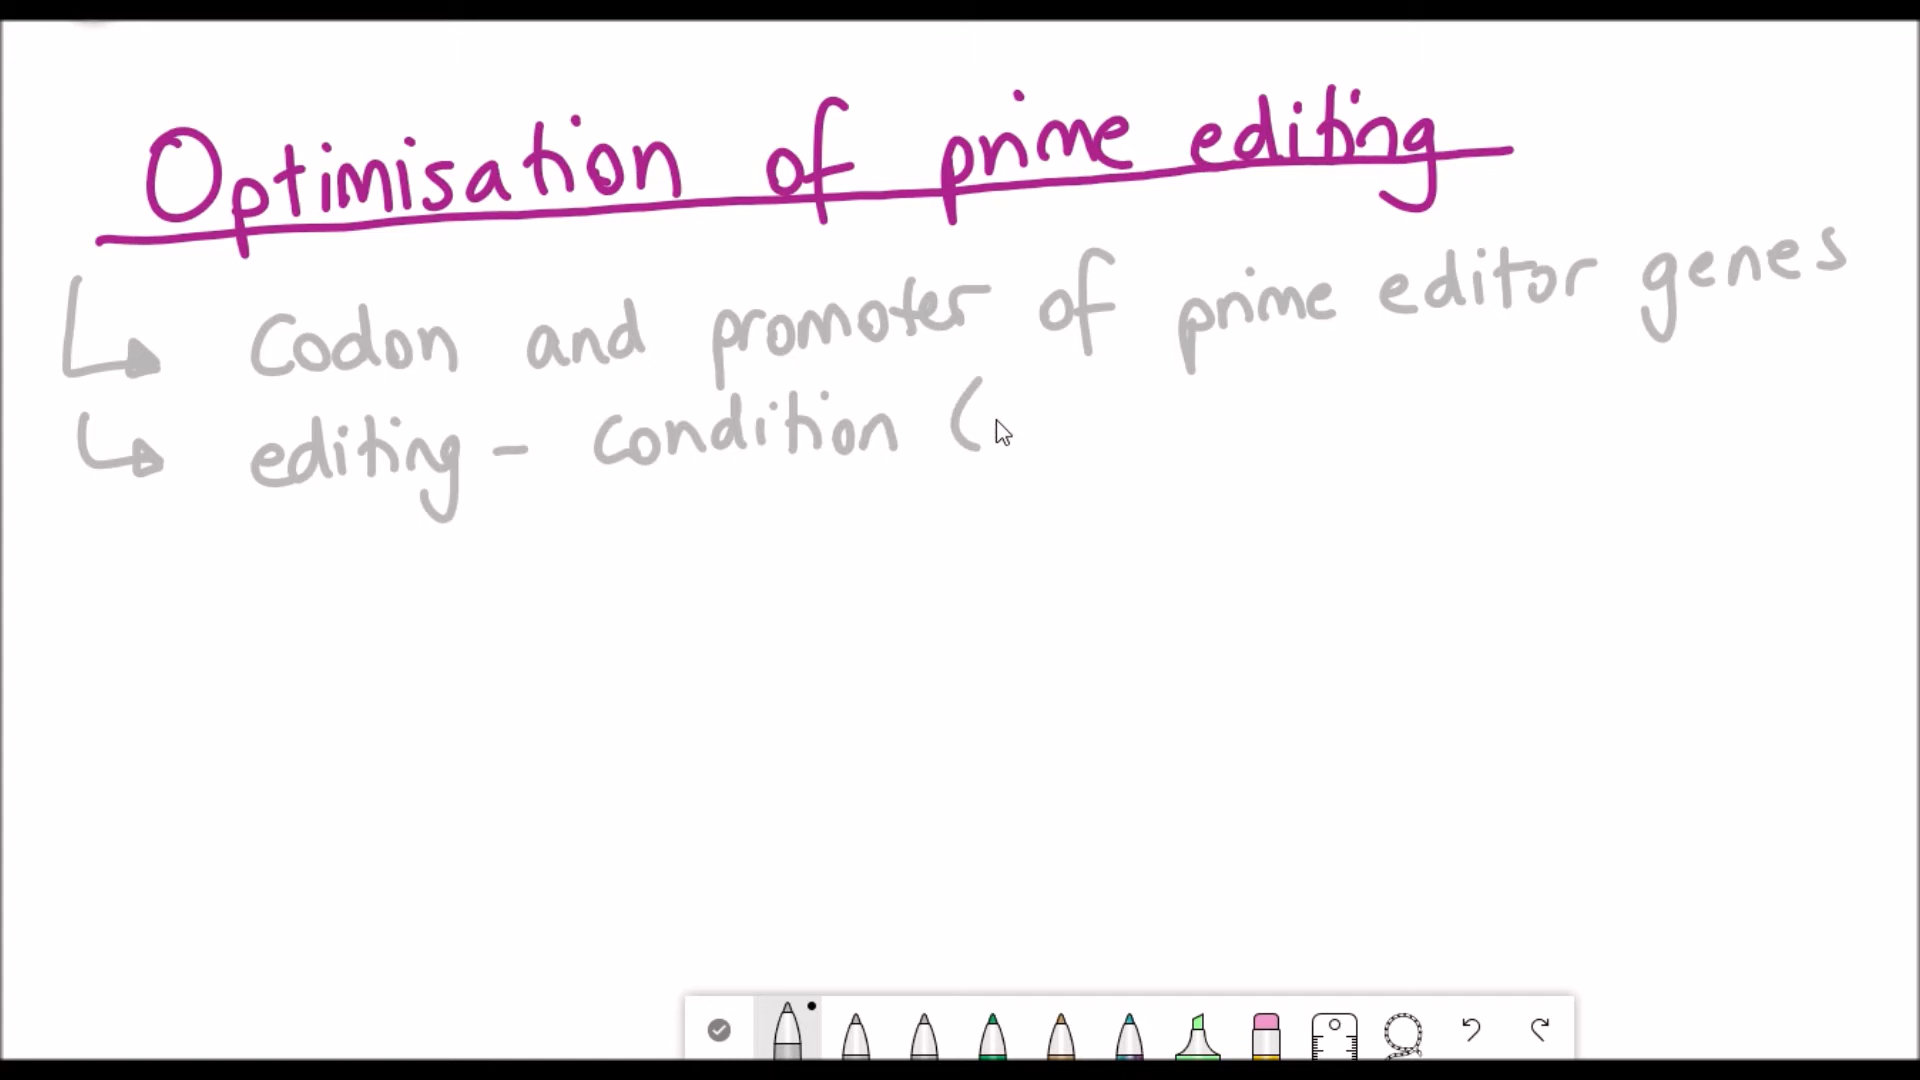 Optimisation of prime editing
Codon and promoter of prime editor genes
editing - condition (